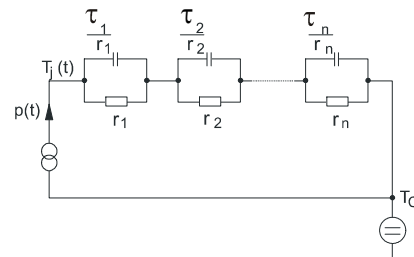 τ1/r1 τ2/r2 τn/rn
Tj(t)
p(t)
r1 r2 rn
TC